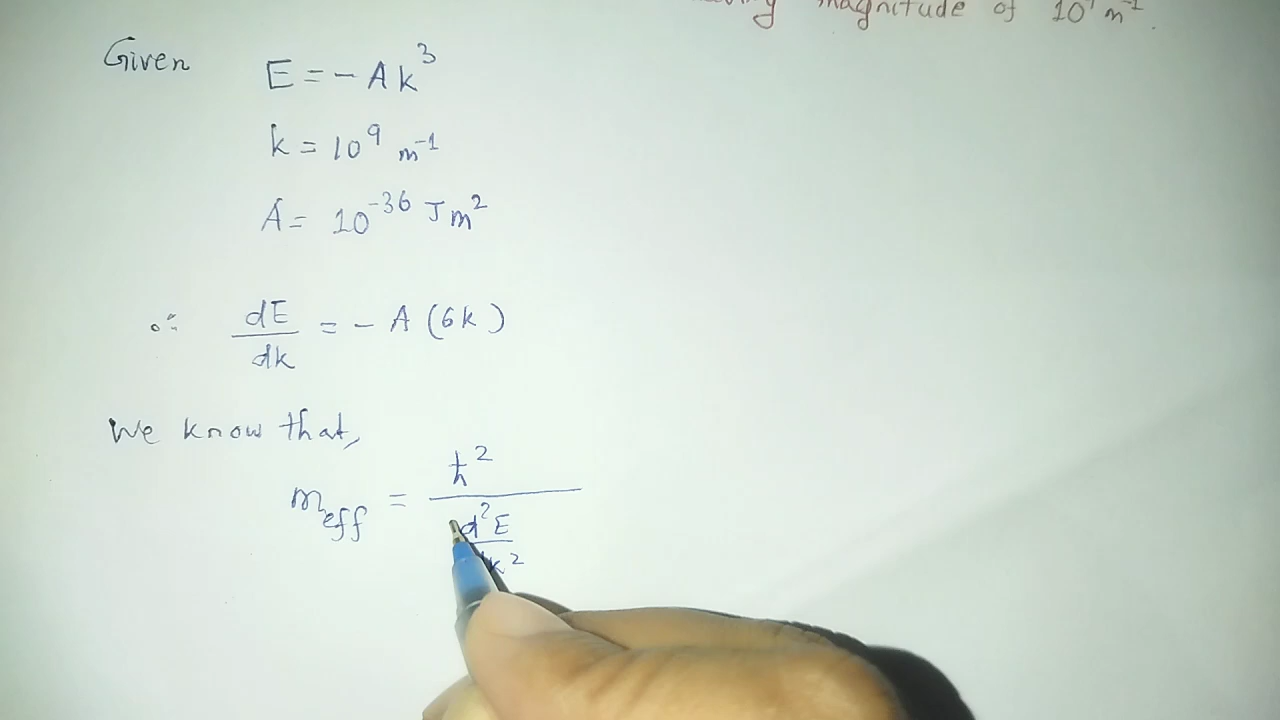 magnitude of 10⁹ m⁻¹.
Given E = - A k³
k = 10⁹ m⁻¹
A = 10⁻³⁶ J m²
∴ dE/dk = - A (6k)
We know that,
m_eff = ħ² / (d²E/dk²)